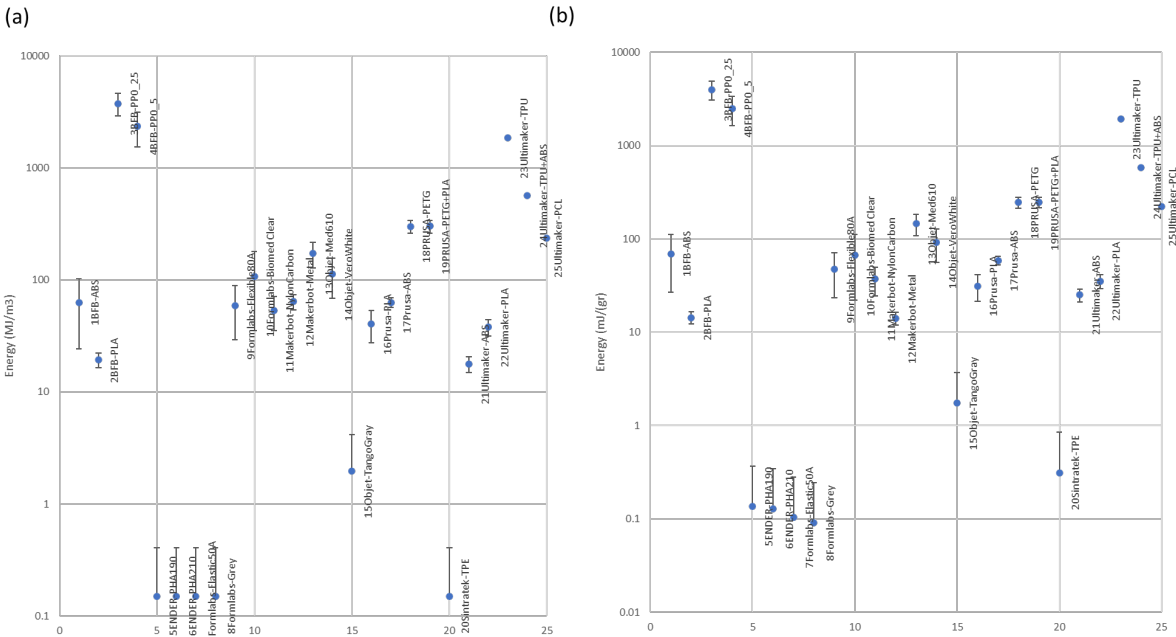 (a)
10000
1000
100
10
1
0.1
0
5
10
15
20
25
Energy (MJ/m3)
1BFB-ABS
2BFB-PLA
3BFB-PP0_25
4BFB-PP0_5
5ENDER-PHA190
6ENDER-PHA210
Formlabs-Elastic50A
8Formlabs-Grey
9Formlabs-Flexible80A
10Formlabs-Biomed Clear
11Makerbot-NylonCarbon
12Makerbot-Metal
13Objet-Med610
14Objet-VeroWhite
15Objet-TangoGray
16Prusa-PLA
17Prusa-ABS
18PRUSA-PETG
19PRUSA-PETG+PLA
20Sintratek-TPE
21Ultimaker-ABS
22Ultimaker-PLA
23Ultimaker-TPU
24Ultimaker-TPU+ABS
25Ultimaker-PCL
(b)
10000
1000
100
10
1
0.1
0.01
0
5
10
15
20
25
Energy (mJ/(gr)
1BFB-ABS
2BFB-PLA
3BFB-PP0_25
4BFB-PP0_5
5ENDER-PHA190
6ENDER-PHA210
7Formlabs-Elastic50A
8Formlabs-Grey
9Formlabs-Flexible80A
10Formlabs-Biomed Clear
11Makerbot-NylonCarbon
12Makerbot-Metal
13Objet-Med610
14Objet-VeroWhite
15Objet-TangoGray
16Prusa-PLA
17Prusa-ABS
18PRUSA-PETG
19PRUSA-PETG+PLA
20Sintratek-TPE
21Ultimaker-ABS
22Ultimaker-PLA
23Ultimaker-TPU
24Ultimaker-TPU+ABS
25Ultimaker-PCL